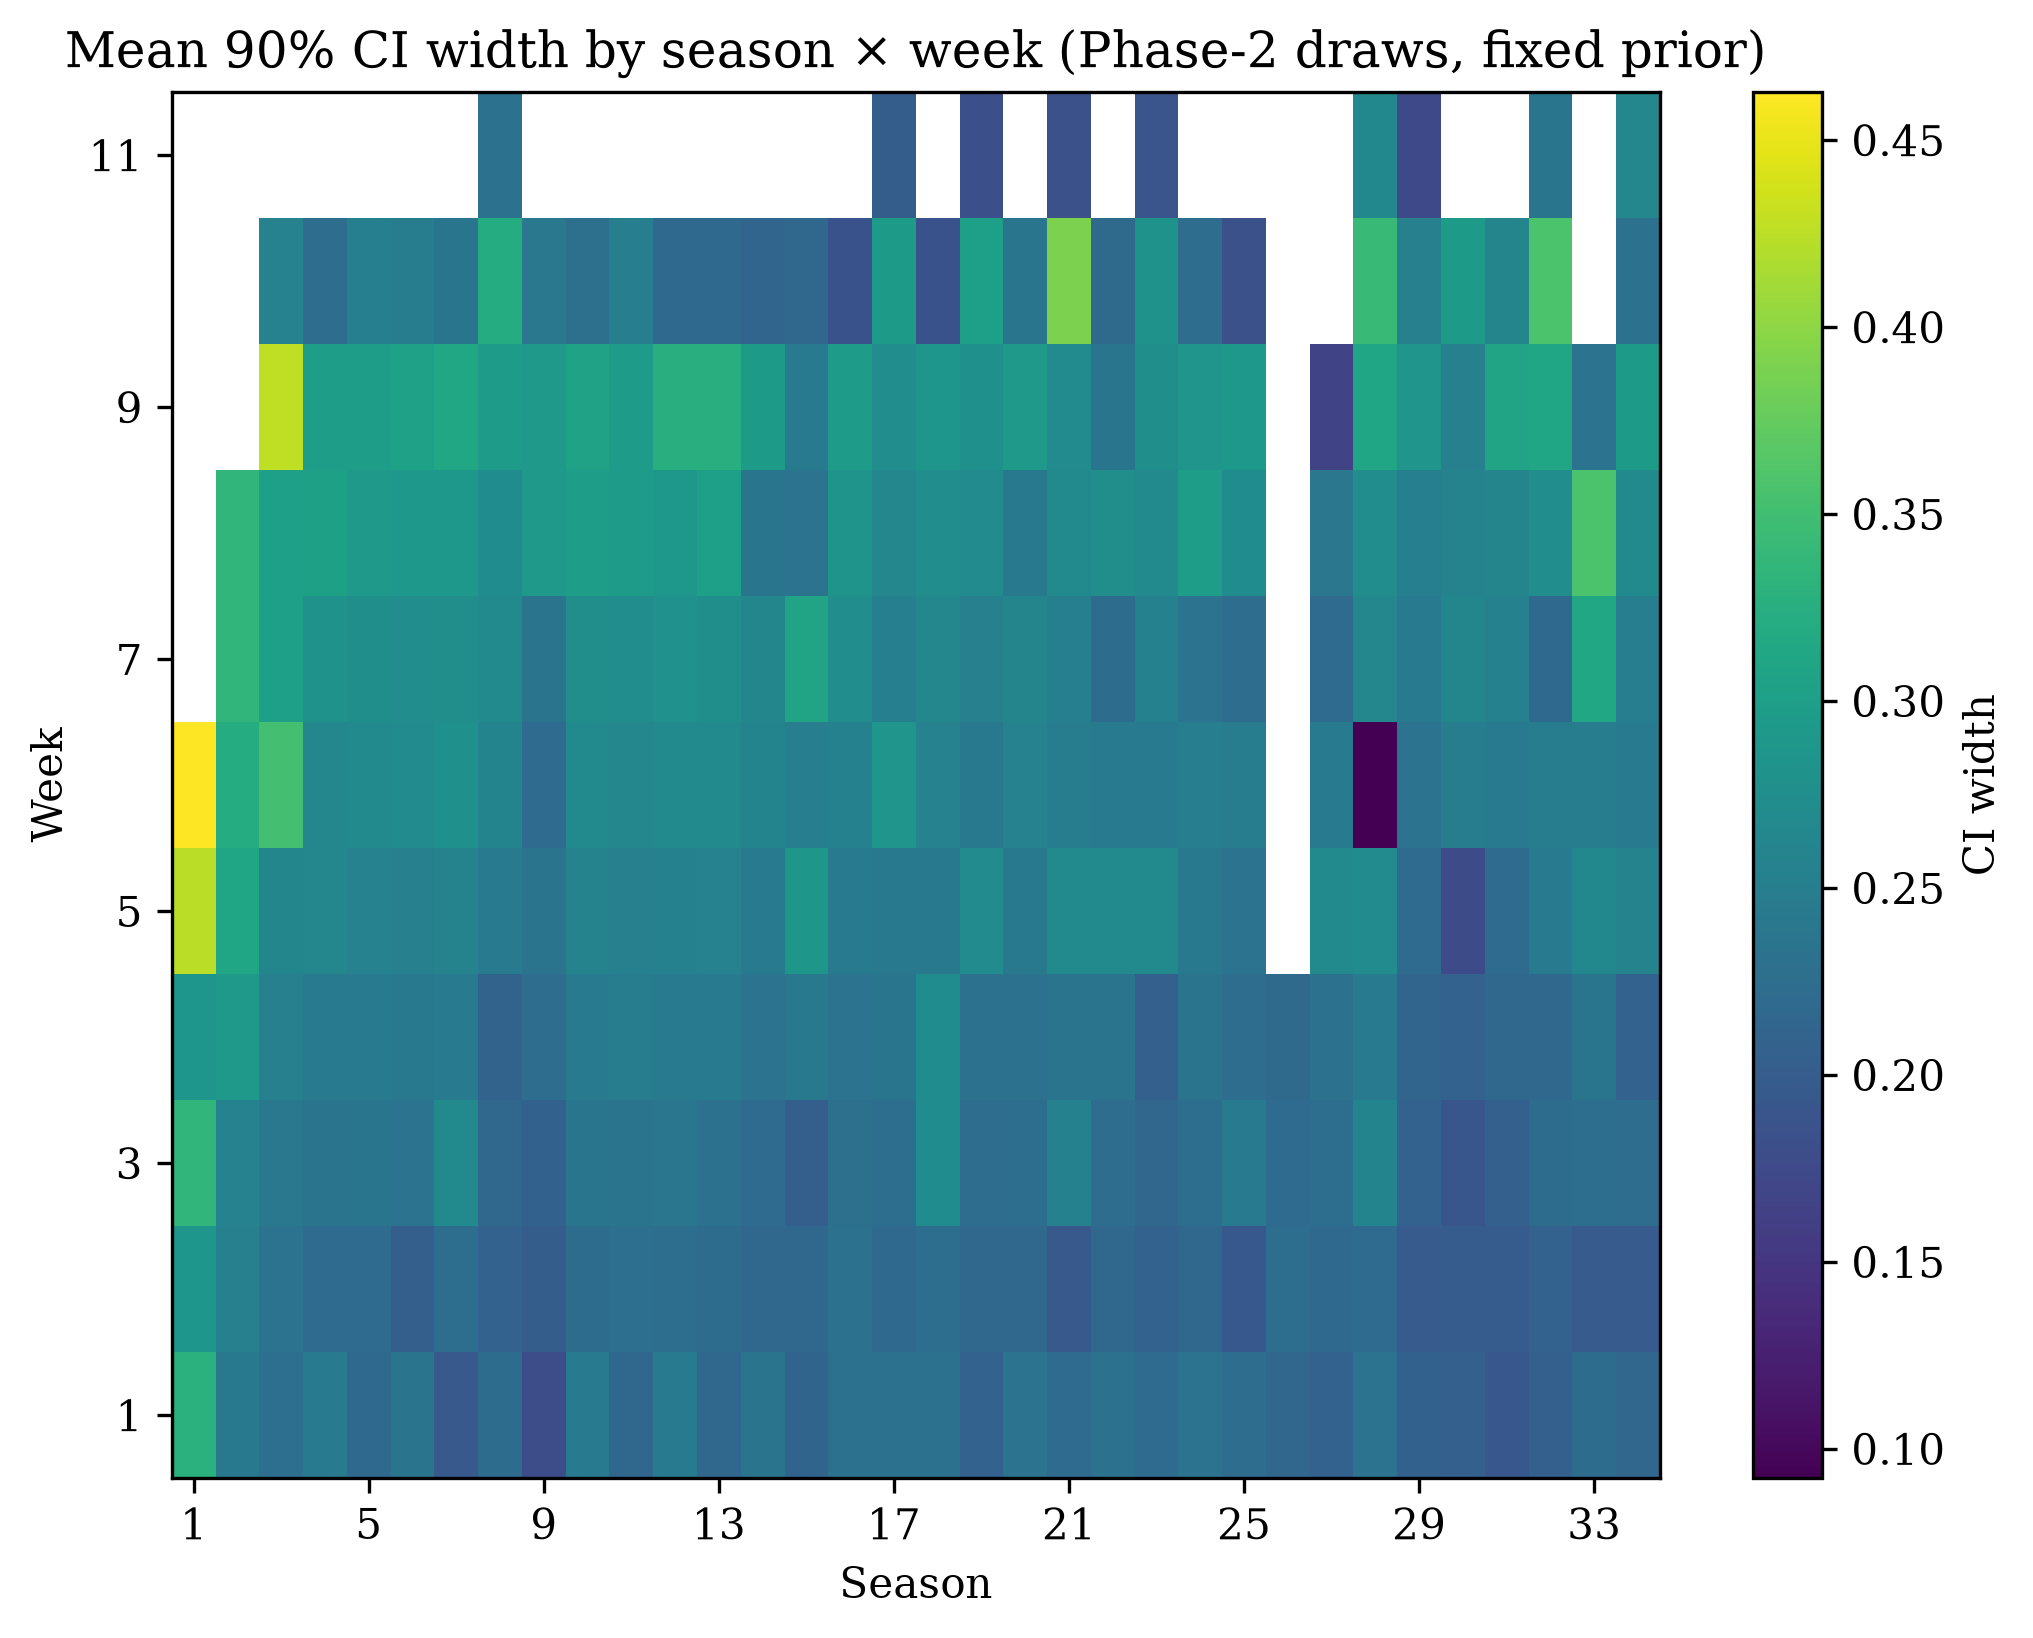 Mean 90% CI width by season × week (Phase-2 draws, fixed prior)
11
9
7
5
3
1
Week
1 5 9 13 17 21 25 29 33
Season
0.45
0.40
0.35
0.30
0.25
0.20
0.15
0.10
CI width